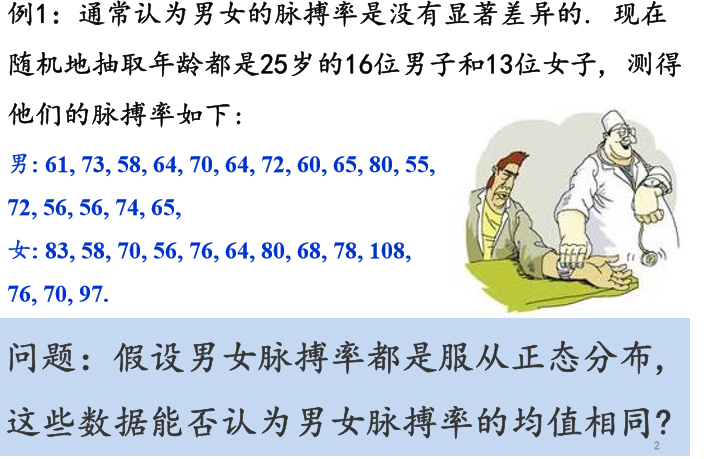 例1：通常认为男女的脉搏率是没有显著差异的．现在
随机地抽取年龄都是25岁的16位男子和13位女子，测得
他们的脉搏率如下：
男: 61, 73, 58, 64, 70, 64, 72, 60, 65, 80, 55,
72, 56, 56, 74, 65,
女: 83, 58, 70, 56, 76, 64, 80, 68, 78, 108,
76, 70, 97.
问题：假设男女脉搏率都是服从正态分布，
这些数据能否认为男女脉搏率的均值相同?
2